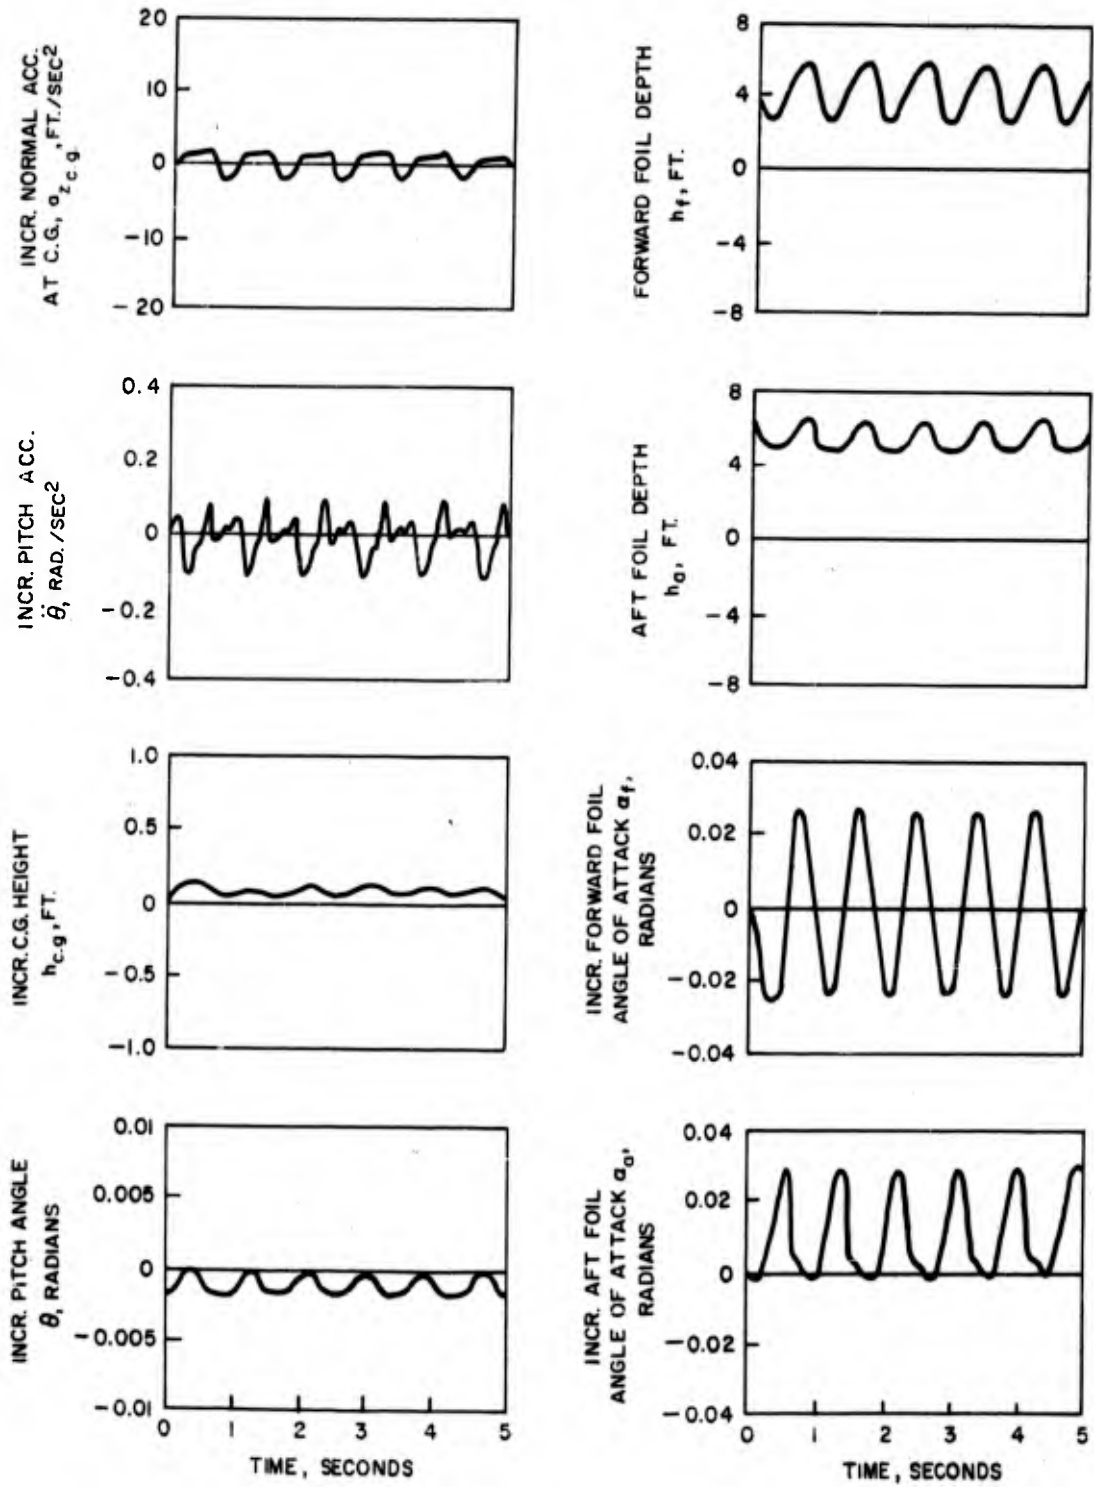 INCR. NORMAL ACC.
AT C.G., a_z c.g., FT./SEC²
20
10
0
-10
-20
INCR. PITCH ACC.
θ̈, RAD./SEC²
0.4
0.2
0
-0.2
-0.4
INCR. C.G. HEIGHT
h_c.g, FT.
1.0
0.5
0
-0.5
-1.0
INCR. PITCH ANGLE
θ, RADIANS
0.01
0.005
0
-0.005
-0.01
0 1 2 3 4 5
TIME, SECONDS
FORWARD FOIL DEPTH
h_f, FT.
8
4
0
-4
-8
AFT FOIL DEPTH
h_a, FT.
8
4
0
-4
-8
INCR. FORWARD FOIL
ANGLE OF ATTACK α_f,
RADIANS
0.04
0.02
0
-0.02
-0.04
INCR. AFT FOIL
ANGLE OF ATTACK α_a,
RADIANS
0.04
0.02
0
-0.02
-0.04
0 1 2 3 4 5
TIME, SECONDS